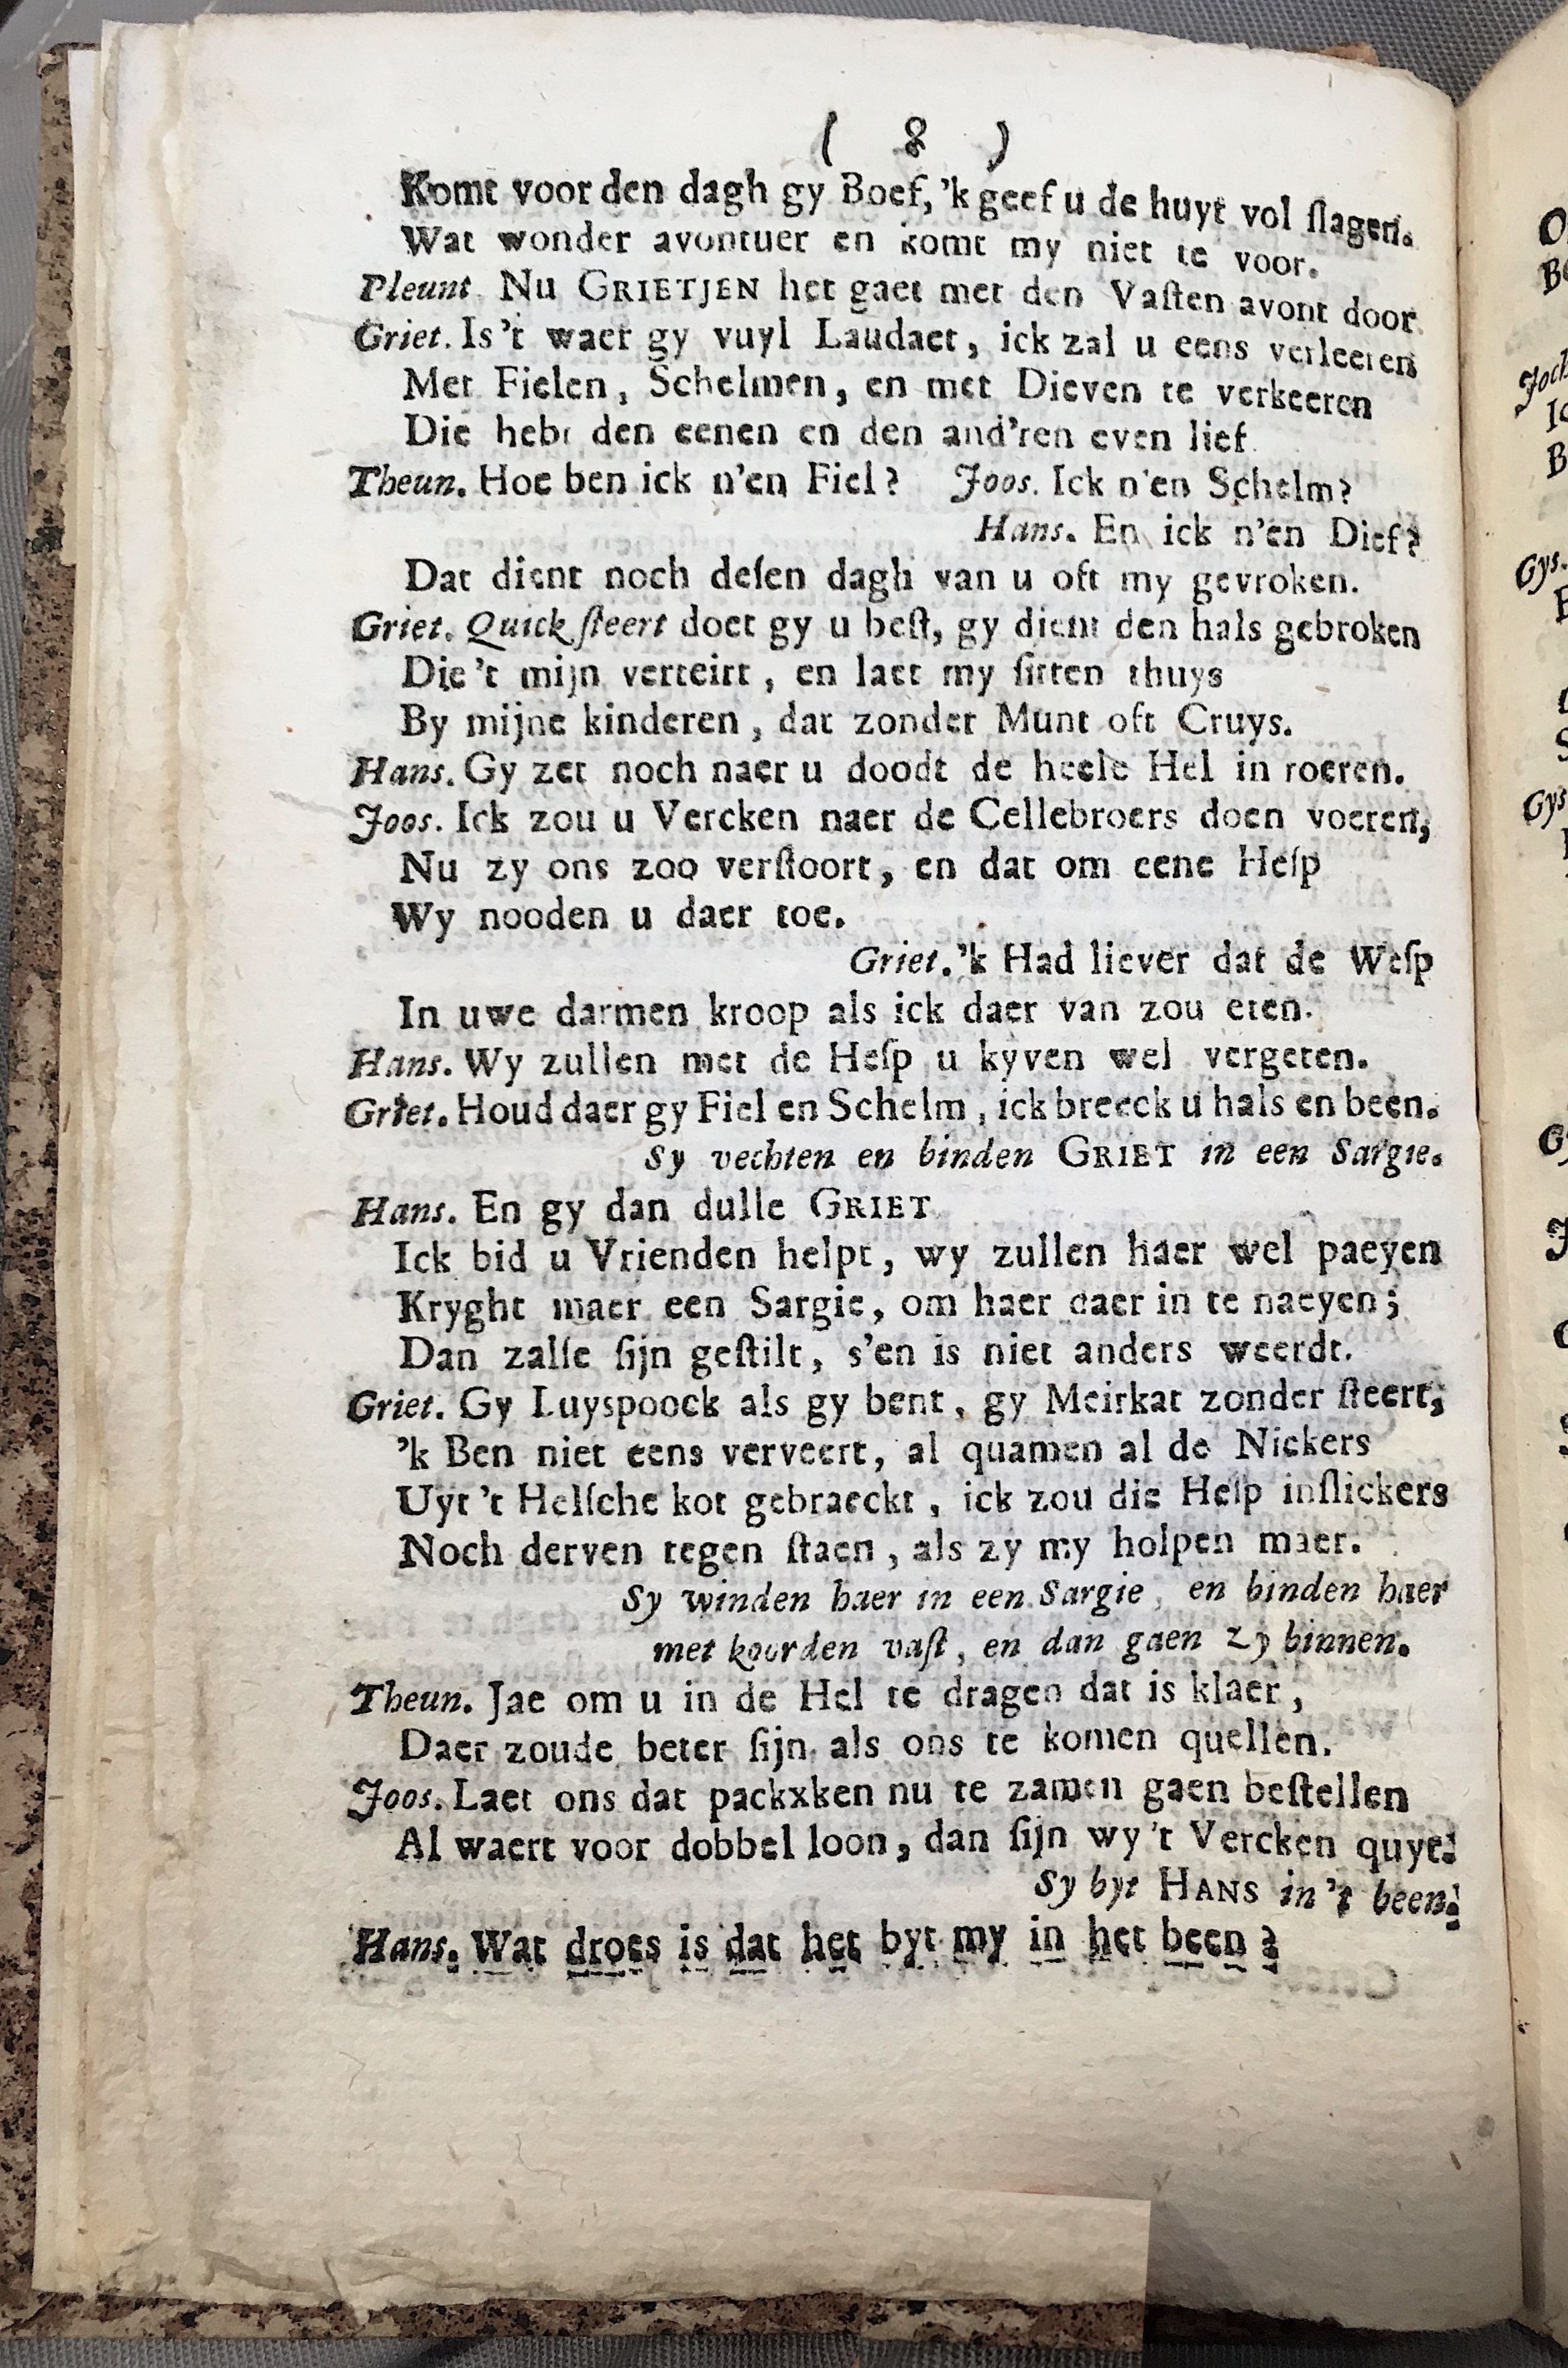 ( 8 )
Komt voor den dagh gy Boef, 'k geef u de huyt vol ſlagen.
Wat wonder avontuer en komt my niet te voor.
Pleunt. Nu GRIETJEN het gaet met den Vaſten avont door
Griet. Is't waer gy vuyl Laudaet, ick zal u eens verleeren
Met Fielen, Schelmen, en met Dieven te verkeeren
Die hebt den eenen en den and'ren even lief.
Theun. Hoe ben ick n'en Fiel? Joos. Ick n'en Schelm?
Hans. En ick n'en Dief?
Dat dient noch deſen dagh van u oft my gevroken.
Griet. Quick ſteert doet gy u beſt, gy dient den hals gebroken
Die't mijn verteirt, en laet my ſitten thuys
By mijne kinderen, dat zonder Munt oft Cruys.
Hans. Gy zet noch naer u doodt de heele Hel in roeren.
Joos. Ick zou u Vercken naer de Cellebroers doen voeren,
Nu zy ons zoo verſtoort, en dat om eene Heſp
Wy nooden u daer toe.
Griet. 'k Had liever dat de Weſp
In uwe darmen kroop als ick daer van zou eten.
Hans. Wy zullen met de Heſp u kyven wel vergeten.
Griet. Houd daer gy Fiel en Schelm, ick breeck u hals en been.
Sy vechten en binden GRIET in een Sargie.
Hans. En gy dan dulle GRIET
Ick bid u Vrienden helpt, wy zullen haer wel paeyen
Kryght maer een Sargie, om haer daer in te naeyen;
Dan zalſe ſijn geſtilt, s'en is niet anders weerdt.
Griet. Gy Luyspoock als gy bent, gy Meirkat zonder ſteert,
'k Ben niet eens verveert, al quamen al de Nickers
Uyt 't Helſche kot gebraeckt, ick zou die Heſp inſlickers
Noch derven tegen ſtaen, als zy my holpen maer.
Sy winden haer in een Sargie, en binden haer
met koorden vaſt, en dan gaen zy binnen.
Theun. Jae om u in de Hel te dragen dat is klaer,
Daer zoude beter ſijn als ons te komen quellen.
Joos. Laet ons dat packxken nu te zamen gaen beſtellen
Al waert voor dobbel loon, dan ſijn wy't Vercken quyt.
Sy byt HANS in't been.
Hans. Wat droes is dat het byt my in het been?